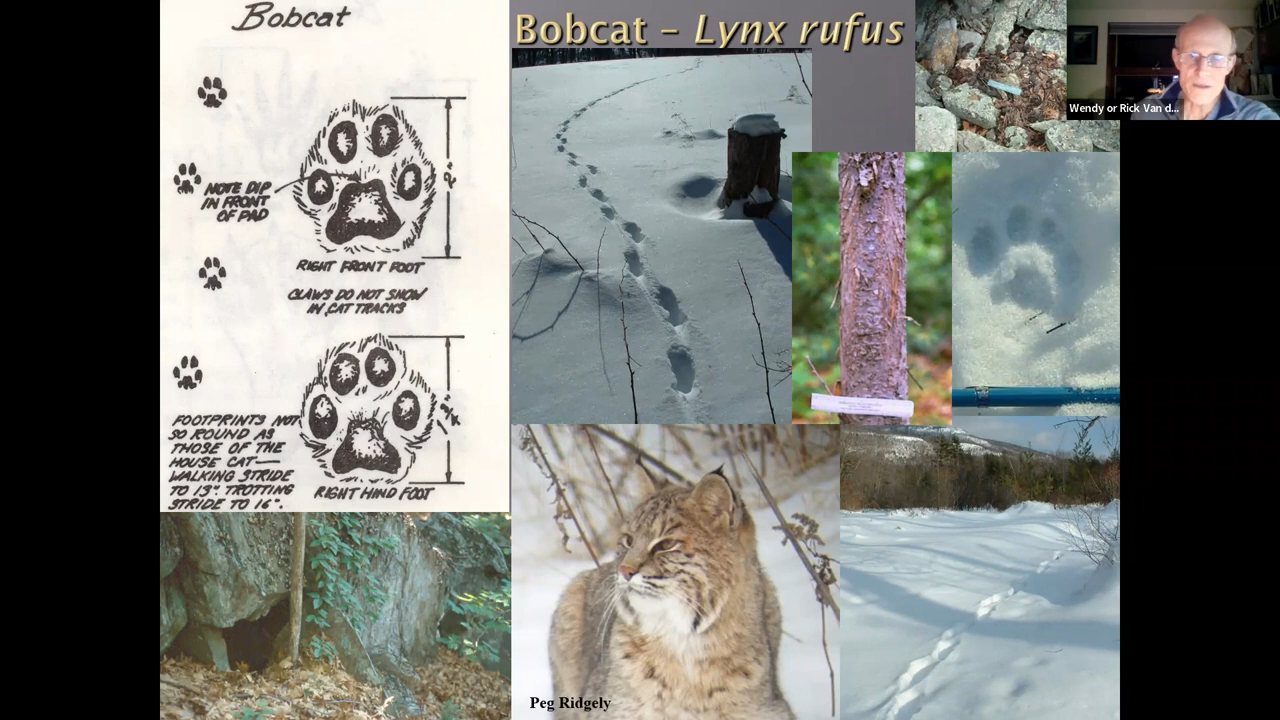 Bobcat
NOTE DIP
IN FRONT
OF PAD
2"
RIGHT FRONT FOOT
CLAWS DO NOT SHOW
IN CAT TRACKS
FOOTPRINTS NOT
SO ROUND AS
THOSE OF THE
HOUSE CAT—
WALKING STRIDE
TO 13". TROTTING
STRIDE TO 16".
RIGHT HIND FOOT
Bobcat – Lynx rufus
Wendy or Rick Van d...
Peg Ridgely